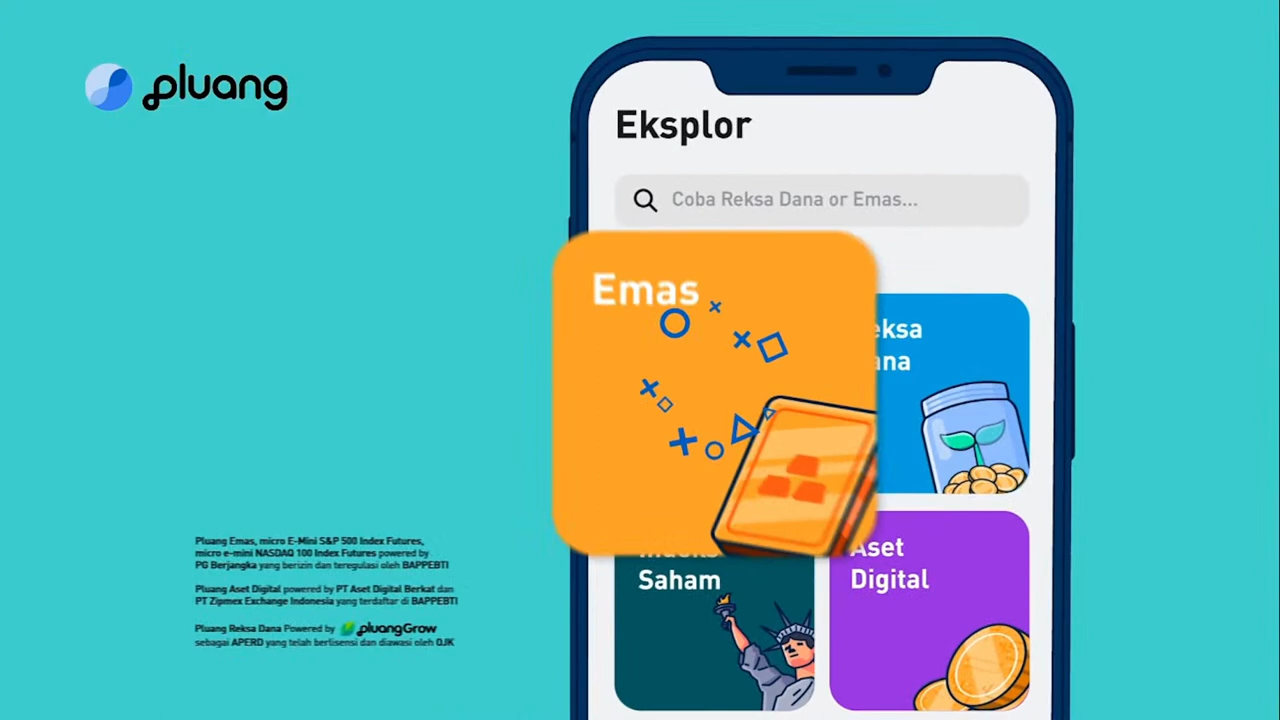 pluang
Eksplor
Coba Reksa Dana or Emas...
Emas
eksa
ana
Saham
Aset
Digital
Pluang Emas, micro E-Mini S&P 500 Index Futures,
micro e-mini NASDAQ 100 Index Futures powered by
PG Berjangka yang berizin dan teregulasi oleh BAPPEBTI
Pluang Aset Digital powered by PT Aset Digital Berkat dan
PT Zipmex Exchange Indonesia yang terdaftar di BAPPEBTI
Pluang Reksa Dana Powered by pluangGrow
sebagai APERD yang telah berlisensi dan diawasi oleh OJK